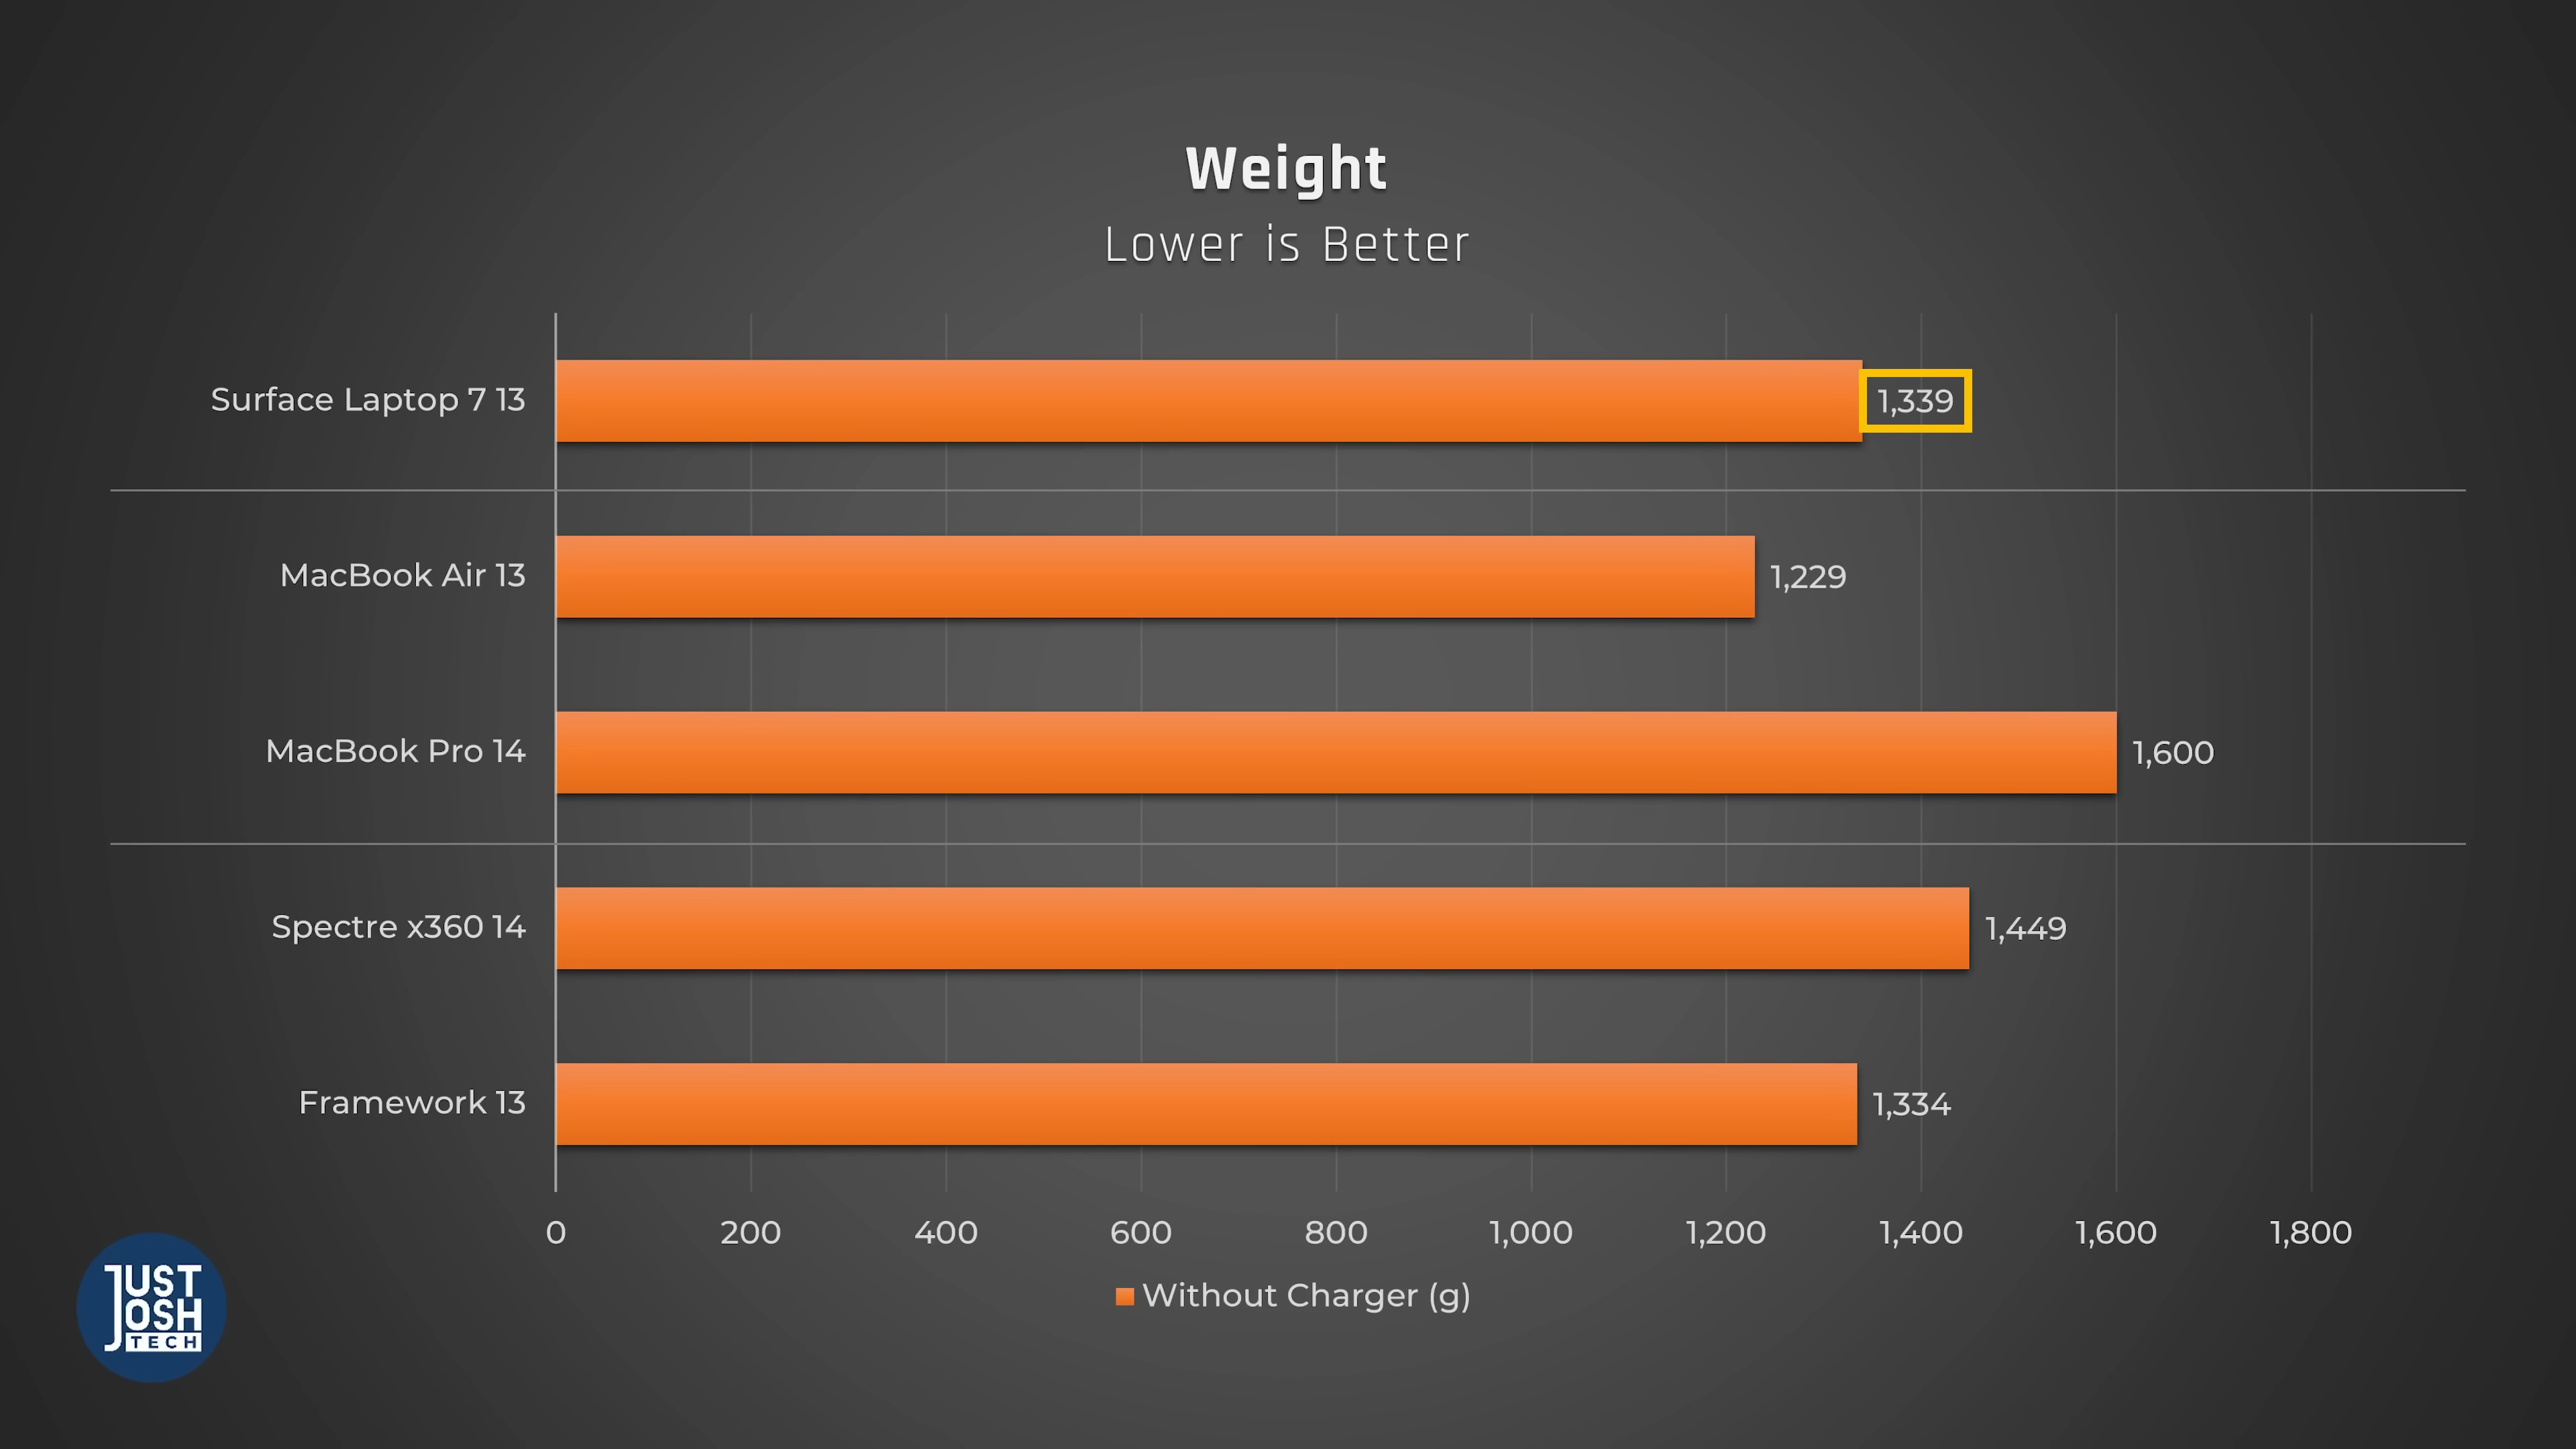 Weight
Lower is Better
Surface Laptop 7 13
1,339
MacBook Air 13
1,229
MacBook Pro 14
1,600
Spectre x360 14
1,449
Framework 13
1,334
0 200 400 600 800 1,000 1,200 1,400 1,600 1,800
Without Charger (g)
JUST
JOSH
TECH